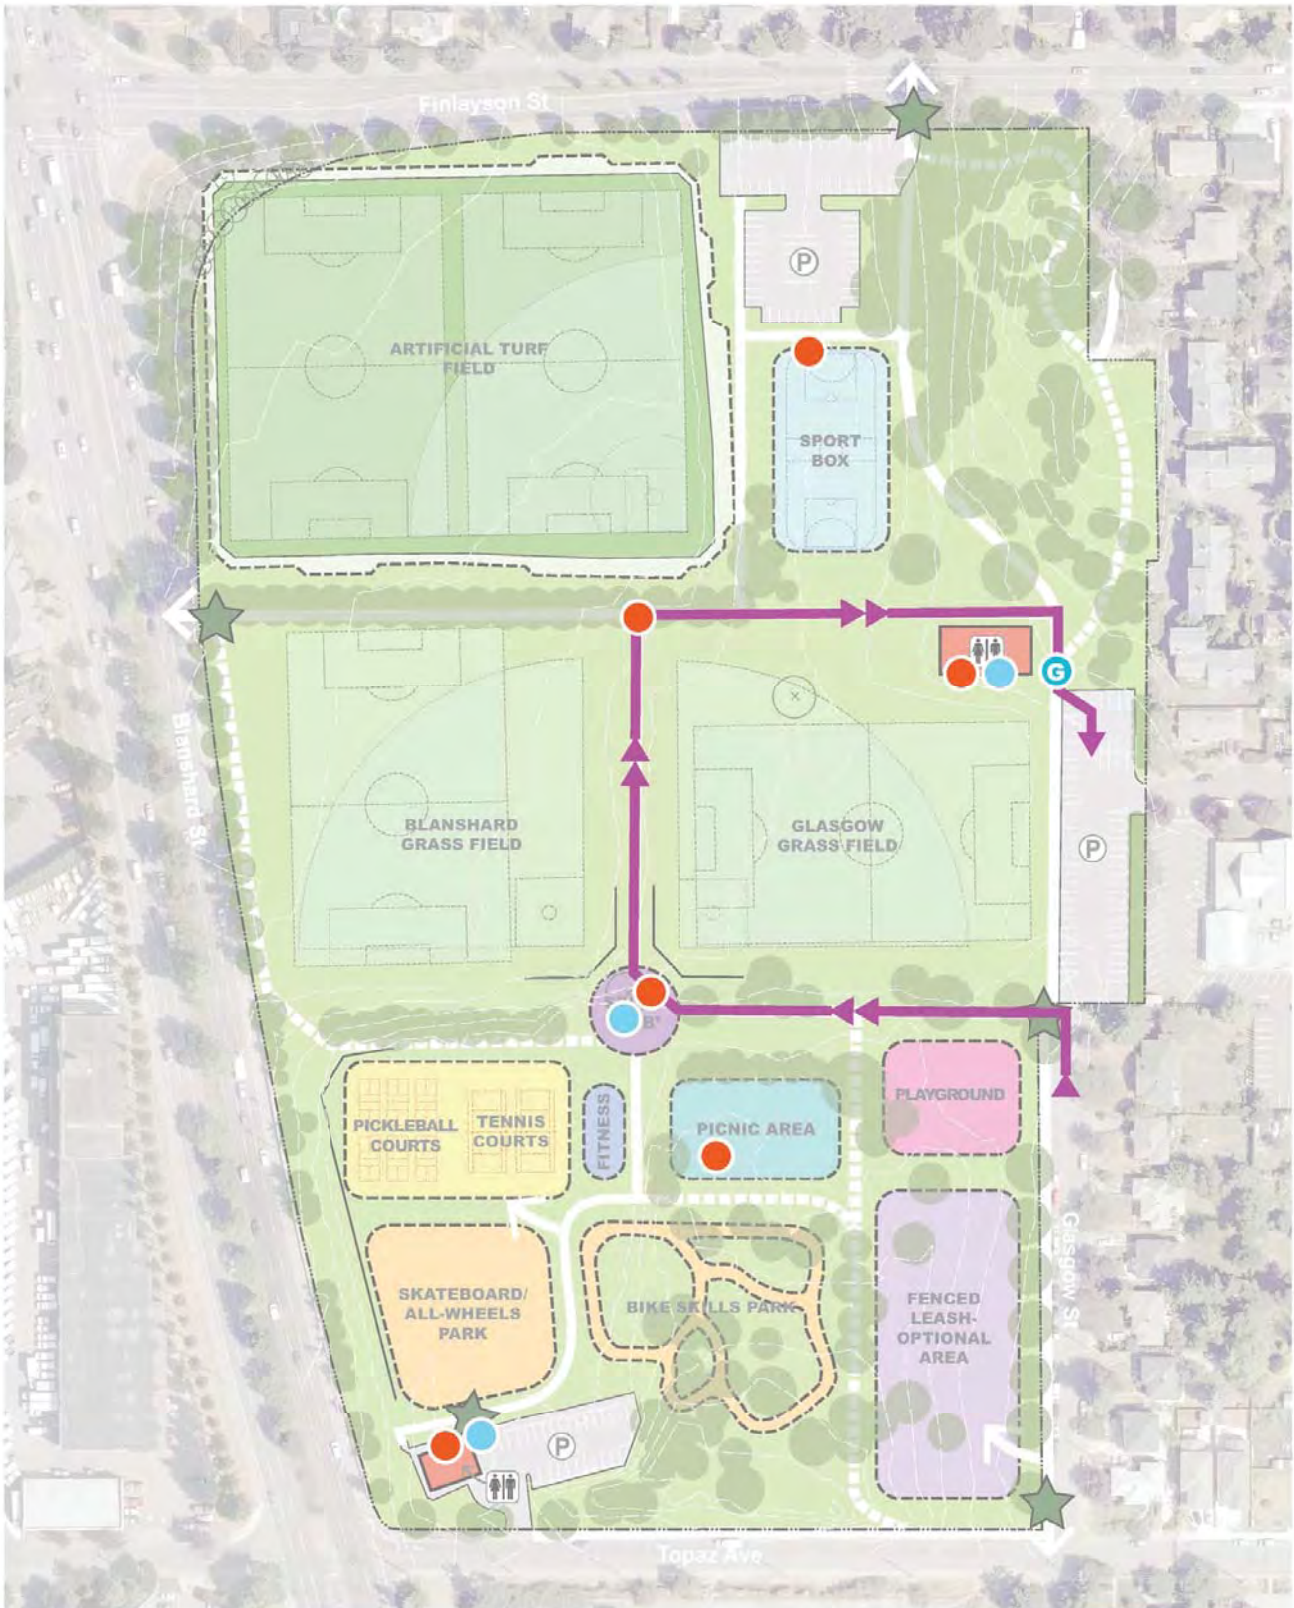 Finlayson St
P
ARTIFICIAL TURF
FIELD
SPORT
BOX
G
Blanshard St
BLANSHARD
GRASS FIELD
GLASGOW
GRASS FIELD
P
PLAYGROUND
PICKLEBALL
COURTS
TENNIS
COURTS
FITNESS
PICNIC AREA
Glasgow St
SKATEBOARD/
ALL-WHEELS
PARK
BIKE SKILLS PARK
FENCED
LEASH-
OPTIONAL
AREA
P
Topaz Ave